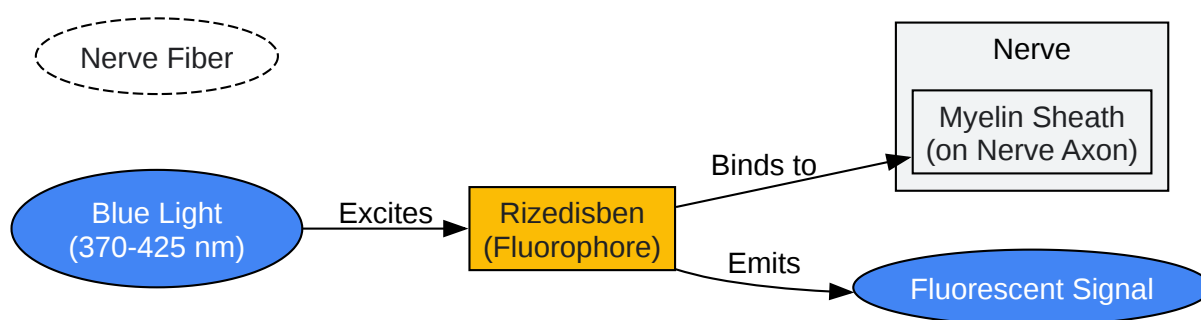 Nerve Fiber
Nerve
Myelin Sheath
(on Nerve Axon)
Binds to
Blue Light
(370-425 nm)
Excites
Rizedisben
(Fluorophore)
Emits
Fluorescent Signal